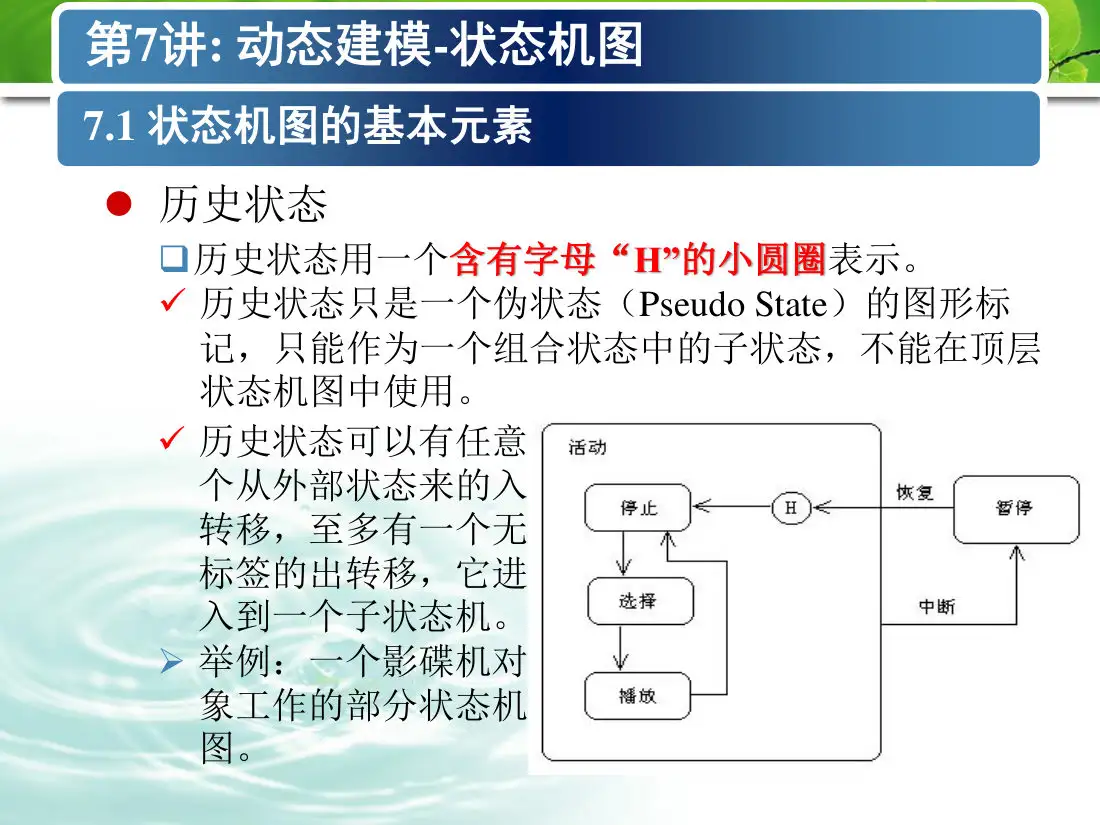 第7讲: 动态建模-状态机图
7.1 状态机图的基本元素
历史状态
历史状态用一个含有字母“H”的小圆圈表示。
历史状态只是一个伪状态（Pseudo State）的图形标
记，只能作为一个组合状态中的子状态，不能在顶层
状态机图中使用。
历史状态可以有任意
个从外部状态来的入
转移，至多有一个无
标签的出转移，它进
入到一个子状态机。
举例：一个影碟机对
象工作的部分状态机
图。
活动
停止
H
恢复
暂停
选择
中断
播放